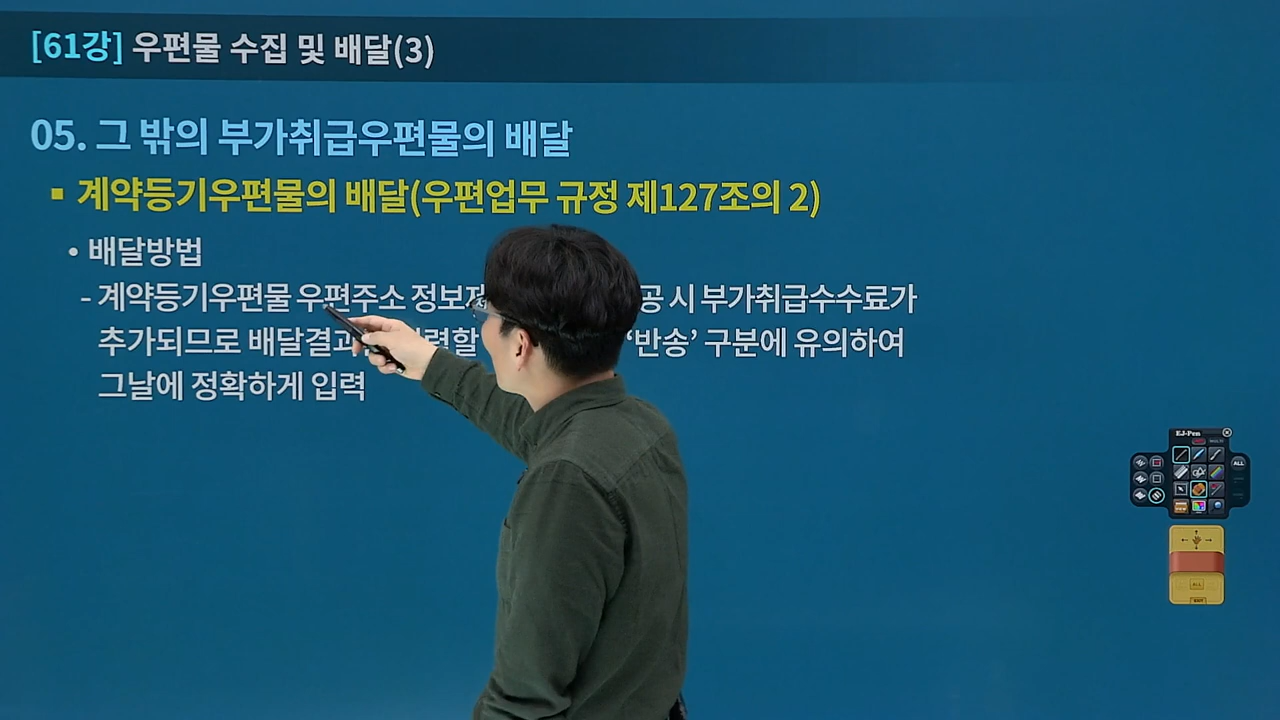 [61강] 우편물 수집 및 배달(3)
05. 그 밖의 부가취급우편물의 배달
▪ 계약등기우편물의 배달(우편업무 규정 제127조의 2)
• 배달방법
- 계약등기우편물 우편주소 정보 시 부가취급수수료가
추가되므로 배달결과 '반송' 구분에 유의하여
그날에 정확하게 입력
EJ-Pen
ALL
ALL
EXIT